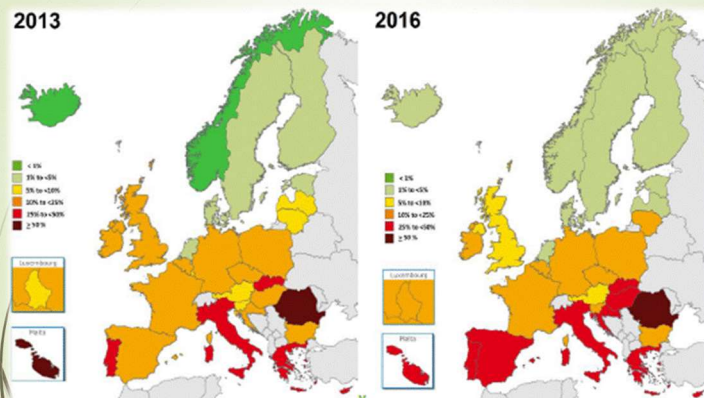 2013
< 1%
1% to <5%
5% to <10%
10% to <25%
25% to <50%
≥ 50 %
Luxembourg
Malta
2016
< 1%
1% to <5%
5% to <10%
10% to <25%
25% to <50%
≥ 50 %
Luxembourg
Malta